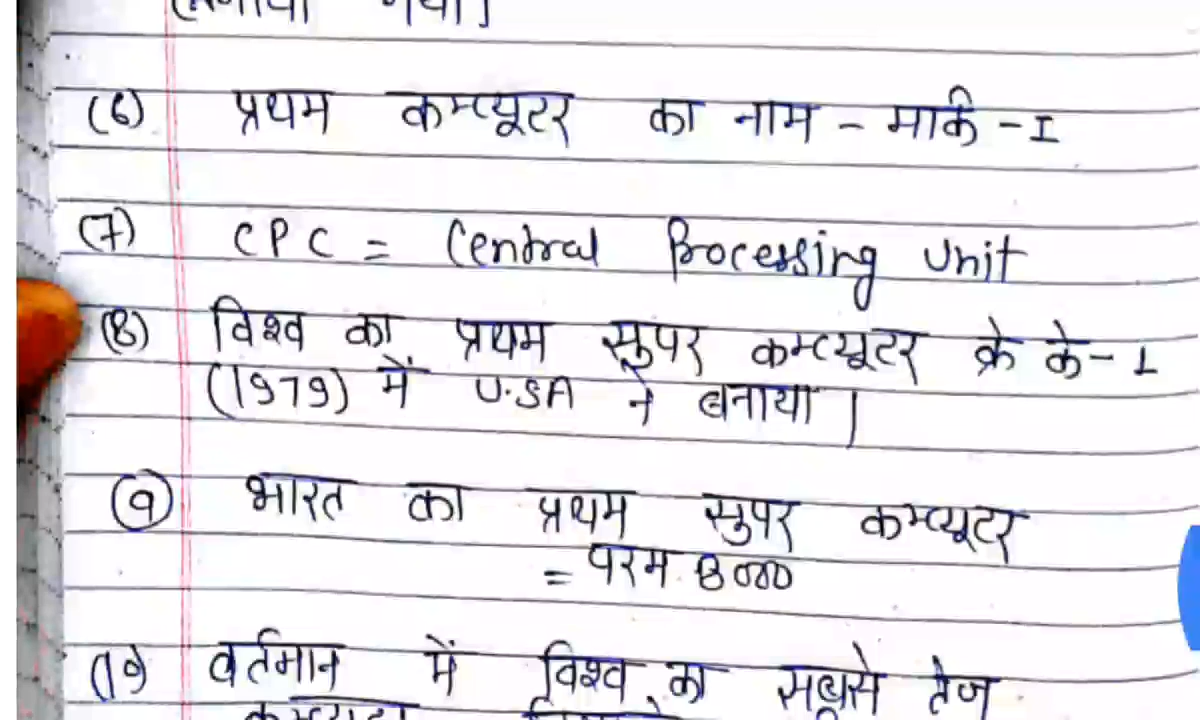 गया।
(6) प्रथम कम्प्यूटर का नाम - मार्क - I
(7) CPC = Central Processing Unit
(8) विश्व का प्रथम सुपर कम्प्यूटर क्रे के - 1
(1979) में U.SA ने बनाया |
(9) भारत का प्रथम सुपर कम्प्यूटर
= परम 8000
(10) वर्तमान में विश्व का सबसे तेज